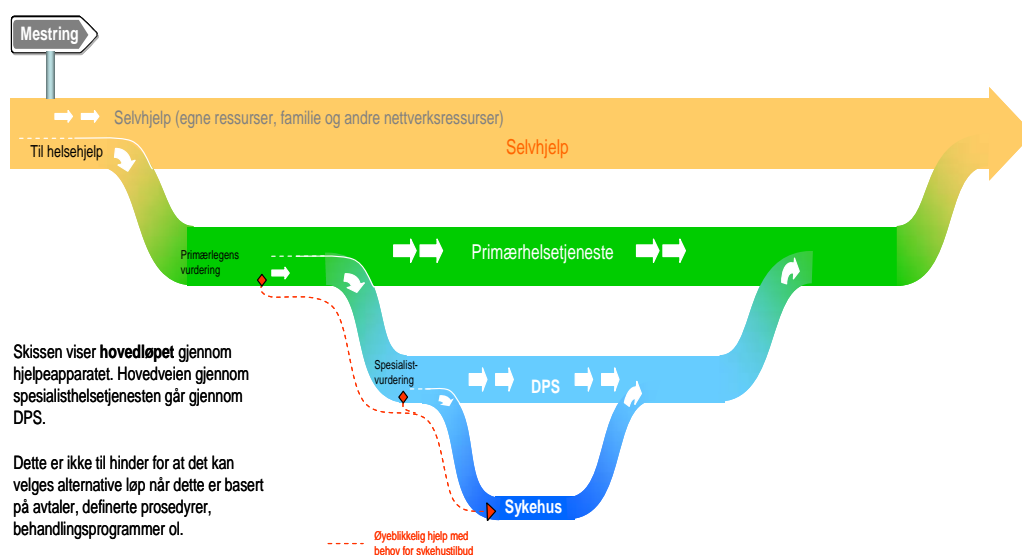 Mestring
Selvhjelp (egne ressurser, familie og andre nettverksressurser)
Selvhjelp
Til helsehjelp
Primærlegens
vurdering
Primærhelsetjeneste
Skissen viser hovedløpet gjennom
hjelpeapparatet. Hovedveien gjennom
spesialisthelsetjenesten går gjennom
DPS.
Dette er ikke til hinder for at det kan
velges alternative løp når dette er basert
på avtaler, definerte prosedyrer,
behandlingsprogrammer ol.
Spesialist-
vurdering
DPS
Sykehus
Øyeblikkelig hjelp med
behov for sykehustilbud